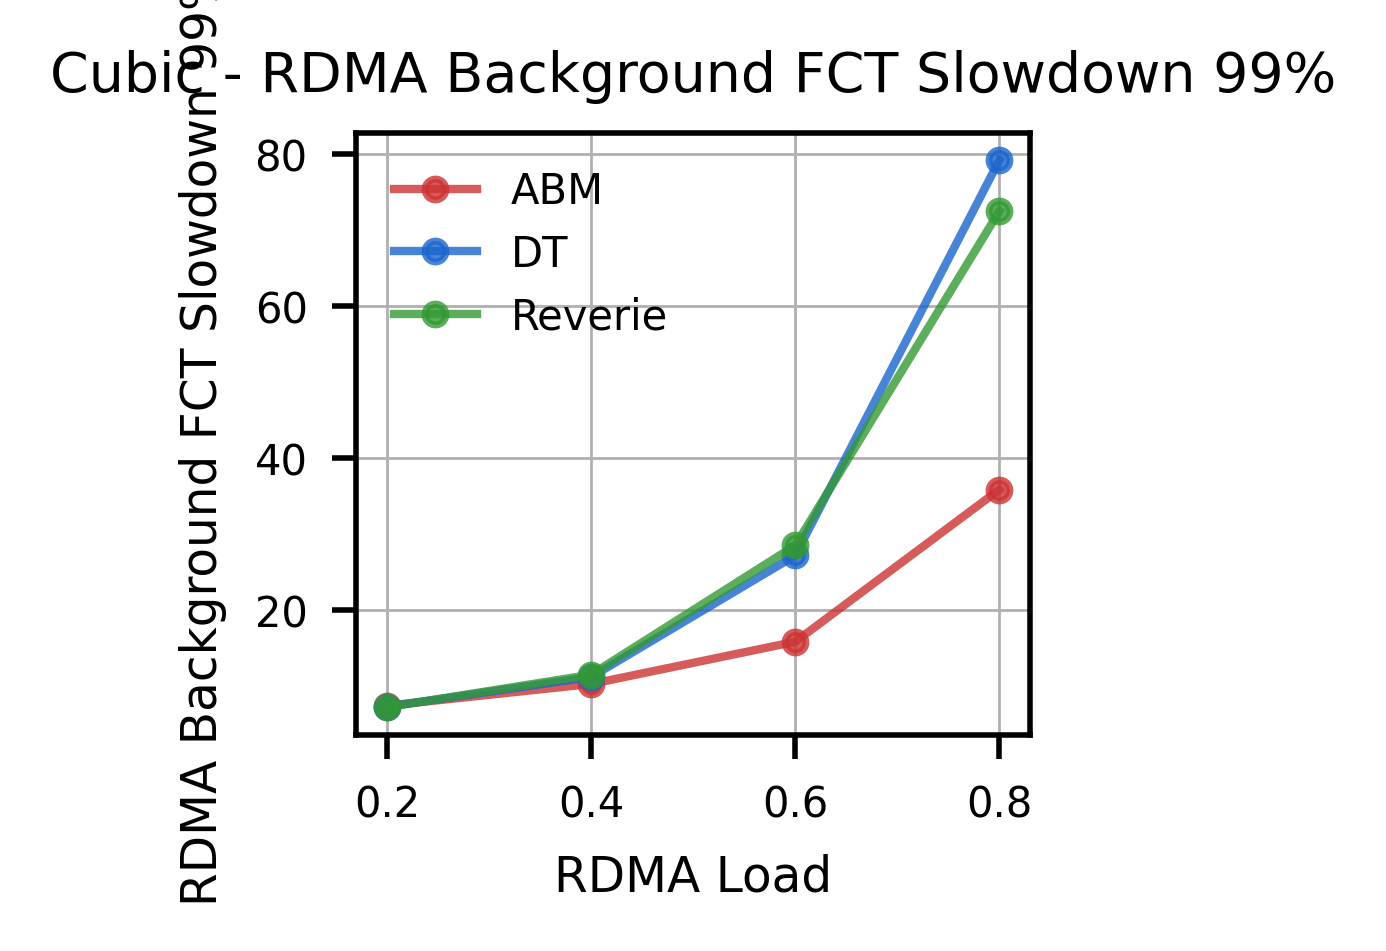 Cubic - RDMA Background FCT Slowdown 99%
RDMA Background FCT Slowdown 99%
80
60
40
20
ABM
DT
Reverie
0.2 0.4 0.6 0.8
RDMA Load